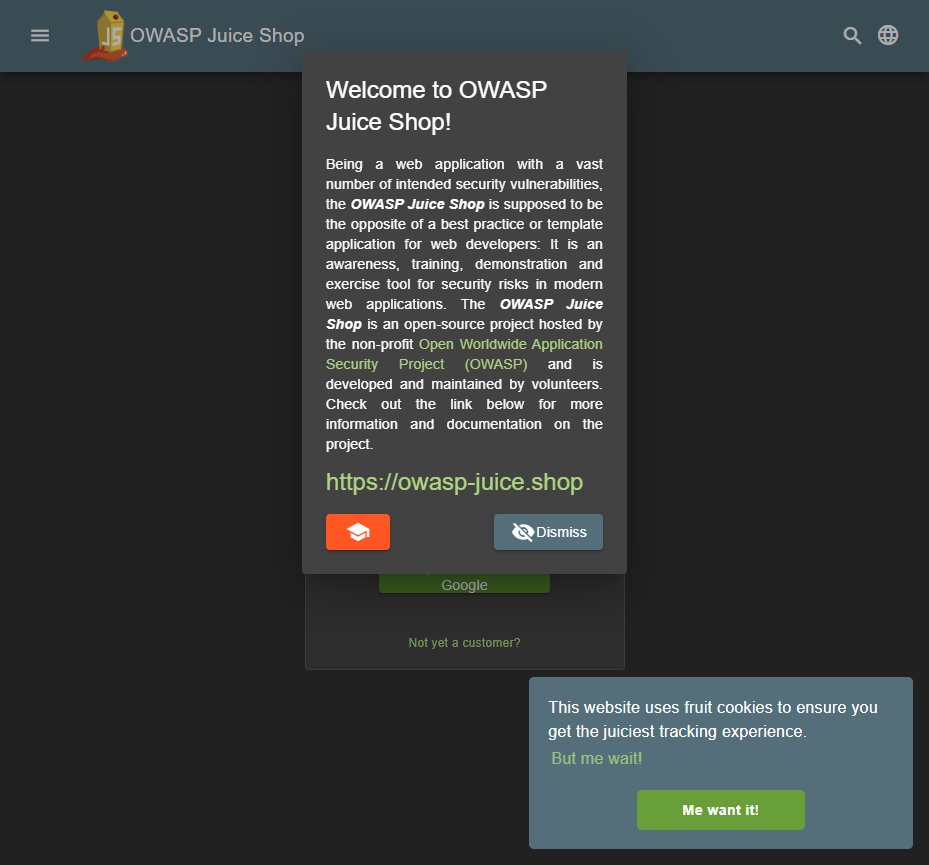 OWASP Juice Shop
Welcome to OWASP
Juice Shop!
Being a web application with a vast
number of intended security vulnerabilities,
the OWASP Juice Shop is supposed to be
the opposite of a best practice or template
application for web developers: It is an
awareness, training, demonstration and
exercise tool for security risks in modern
web applications. The OWASP Juice
Shop is an open-source project hosted by
the non-profit Open Worldwide Application
Security Project (OWASP) and is
developed and maintained by volunteers.
Check out the link below for more
information and documentation on the
project.
https://owasp-juice.shop
Dismiss
Google
Not yet a customer?
This website uses fruit cookies to ensure you
get the juiciest tracking experience.
But me wait!
Me want it!